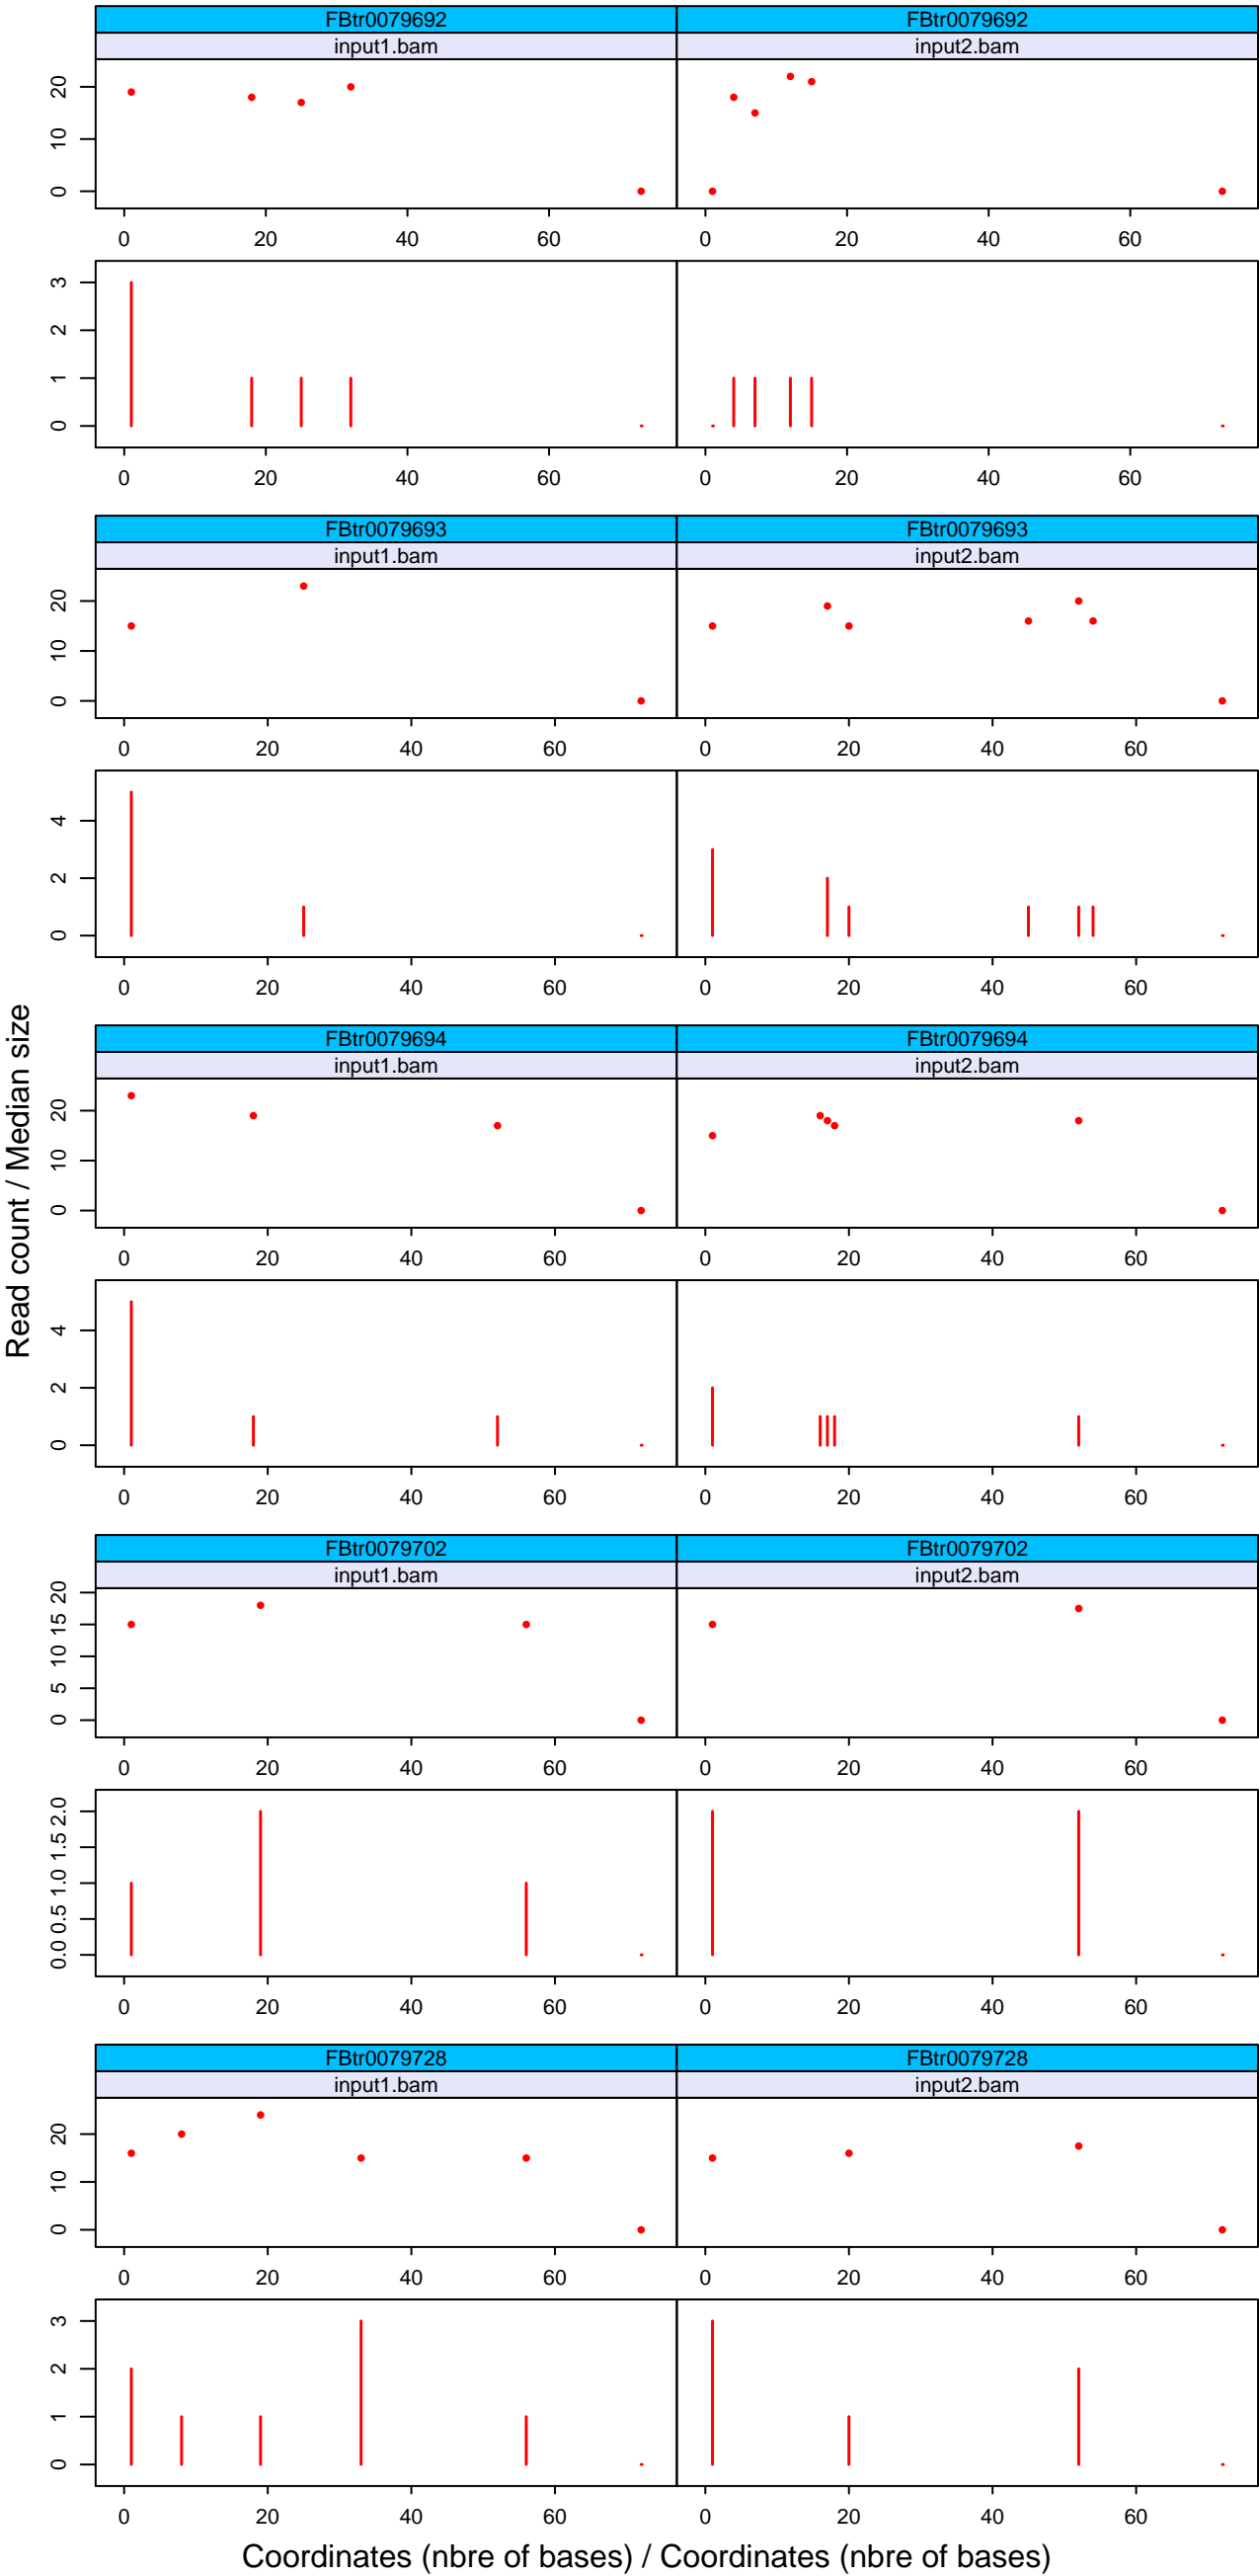 FBtr0079692 FBtr0079692
input1.bam input2.bam
20
10
0
0 20 40 60 0 20 40 60
3
2
1
0
0 20 40 60 0 20 40 60
FBtr0079693 FBtr0079693
input1.bam input2.bam
20
10
0
0 20 40 60 0 20 40 60
4
2
0
0 20 40 60 0 20 40 60
Read count / Median size
FBtr0079694 FBtr0079694
input1.bam input2.bam
20
10
0
0 20 40 60 0 20 40 60
4
2
0
0 20 40 60 0 20 40 60
FBtr0079702 FBtr0079702
input1.bam input2.bam
20
15
10
5
0
0 20 40 60 0 20 40 60
2.0
1.5
1.0
0.5
0.0
0 20 40 60 0 20 40 60
FBtr0079728 FBtr0079728
input1.bam input2.bam
20
10
0
0 20 40 60 0 20 40 60
3
2
1
0
0 20 40 60 0 20 40 60
Coordinates (nbre of bases) / Coordinates (nbre of bases)